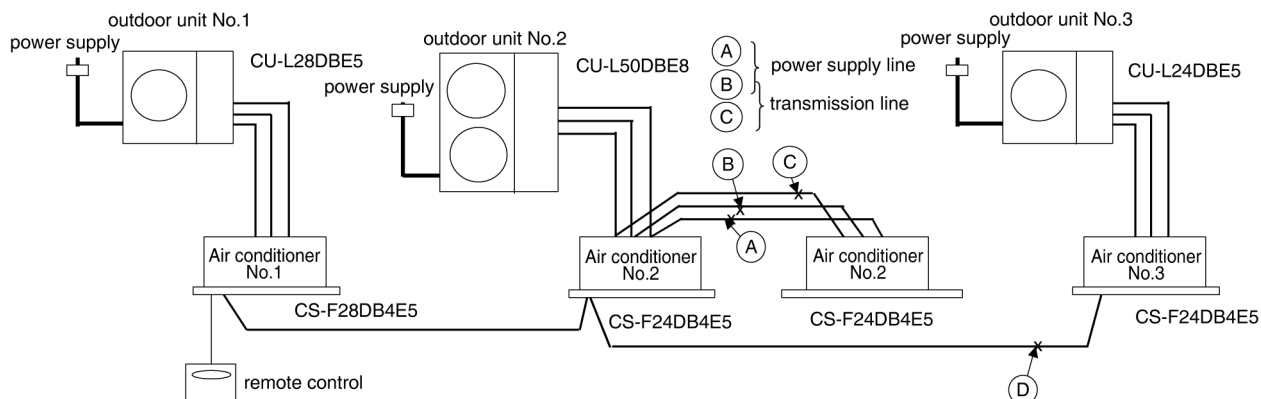 outdoor unit No.1
power supply
CU-L28DBE5
outdoor unit No.2
power supply
CU-L50DBE8
A
B
C
power supply line
transmission line
outdoor unit No.3
power supply
CU-L24DBE5
B
C
A
Air conditioner
No.1
CS-F28DB4E5
Air conditioner
No.2
CS-F24DB4E5
Air conditioner
No.2
CS-F24DB4E5
Air conditioner
No.3
CS-F24DB4E5
remote control
D